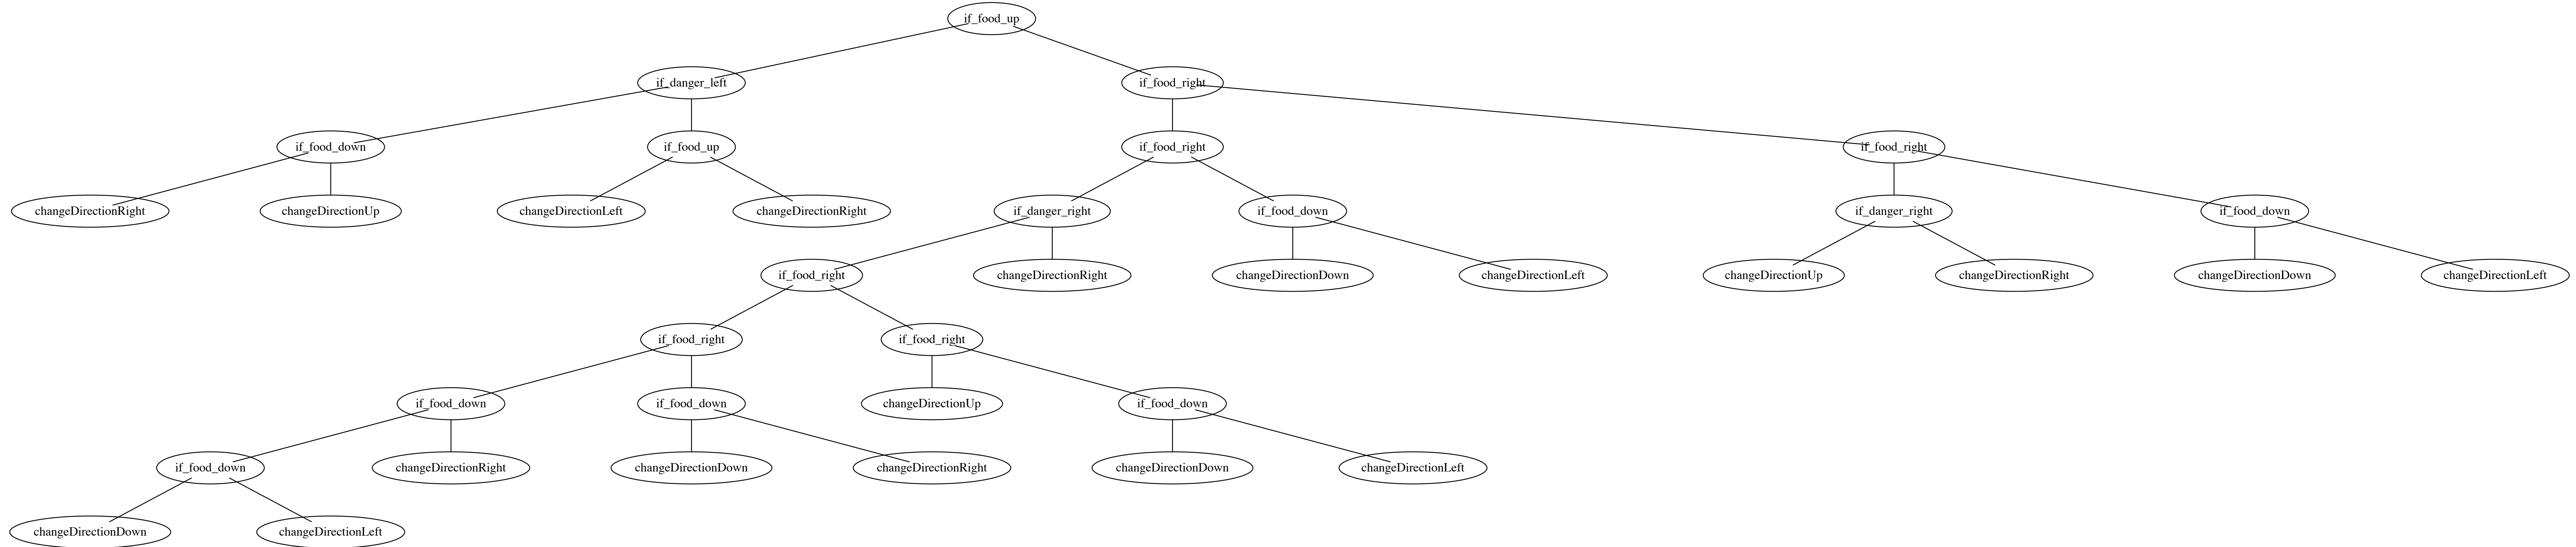 if_food_up
if_danger_left
if_food_right
if_food_down
if_food_up
if_food_right
if_food_right
changeDirectionRight
changeDirectionUp
changeDirectionLeft
changeDirectionRight
if_danger_right
if_food_down
if_danger_right
if_food_down
if_food_right
changeDirectionRight
changeDirectionDown
changeDirectionLeft
changeDirectionUp
changeDirectionRight
changeDirectionDown
changeDirectionLeft
if_food_right
if_food_right
if_food_down
if_food_down
changeDirectionUp
if_food_down
if_food_down
changeDirectionRight
changeDirectionDown
changeDirectionRight
changeDirectionDown
changeDirectionLeft
changeDirectionDown
changeDirectionLeft